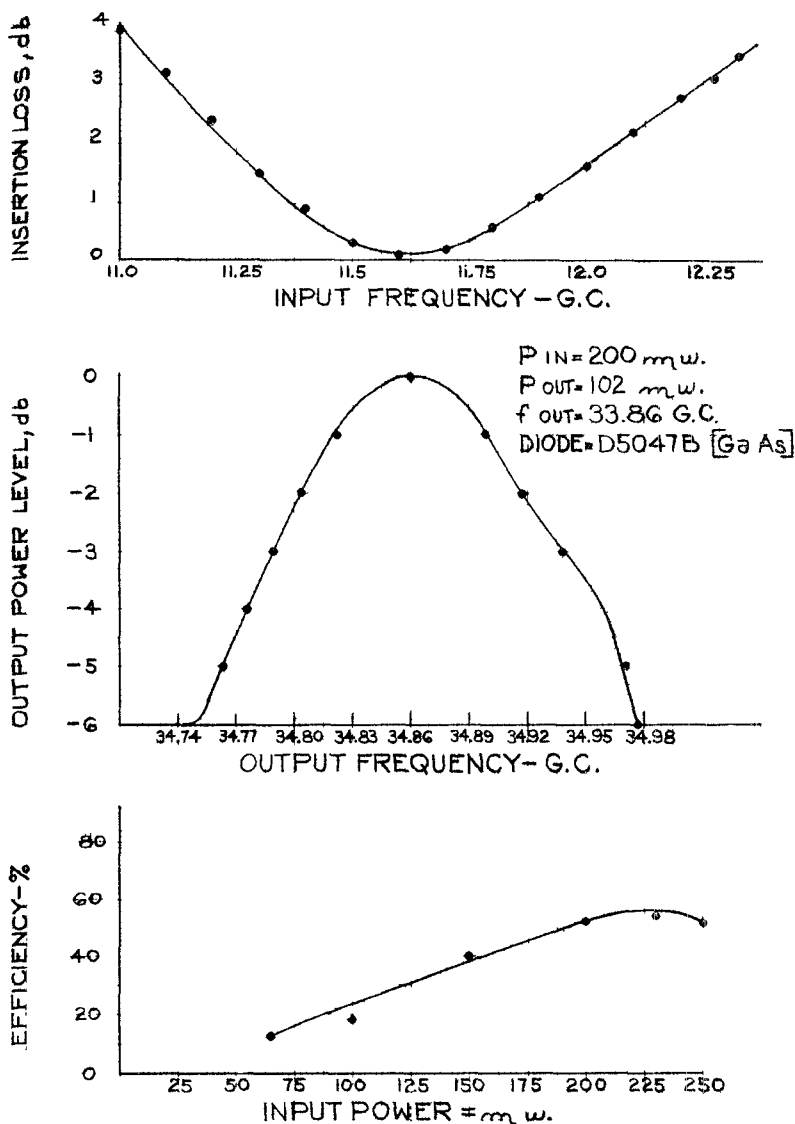 INSERTION LOSS, db
4
3
2
1
0
11.0 11.25 11.5 11.75 12.0 12.25
INPUT FREQUENCY - G.C.
P IN = 200 mw.
P OUT = 102 mw.
f OUT = 33.86 G.C.
DIODE = D5047B [Ga As]
OUTPUT POWER LEVEL, db
0
-1
-2
-3
-4
-5
-6
34.74 34.77 34.80 34.83 34.86 34.89 34.92 34.95 34.98
OUTPUT FREQUENCY - G.C.
EFFICIENCY-%
80
60
40
20
0
25 50 75 100 125 150 175 200 225 250
INPUT POWER = mw.